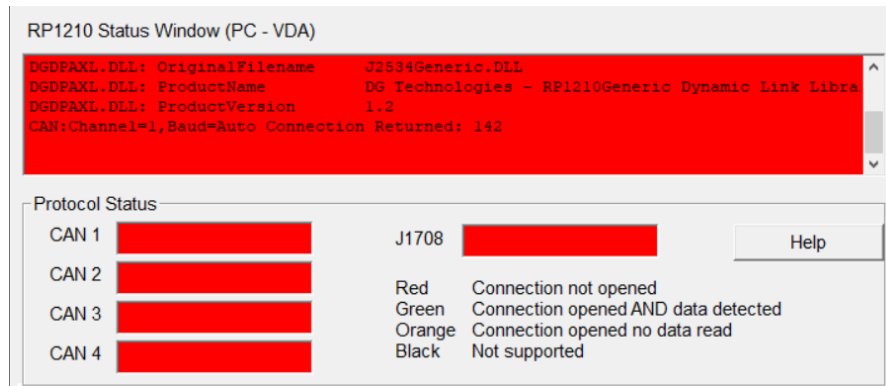 RP1210 Status Window (PC - VDA)
DGDPAXL.DLL: OriginalFilename J2534Generic.DLL
DGDPAXL.DLL: ProductName DG Technologies - RP1210Generic Dynamic Link Libra
DGDPAXL.DLL: ProductVersion 1.2
CAN:Channel=1,Baud=Auto Connection Returned: 142
Protocol Status
CAN 1
J1708
Help
CAN 2
Red Connection not opened
Green Connection opened AND data detected
CAN 3
Orange Connection opened no data read
CAN 4
Black Not supported